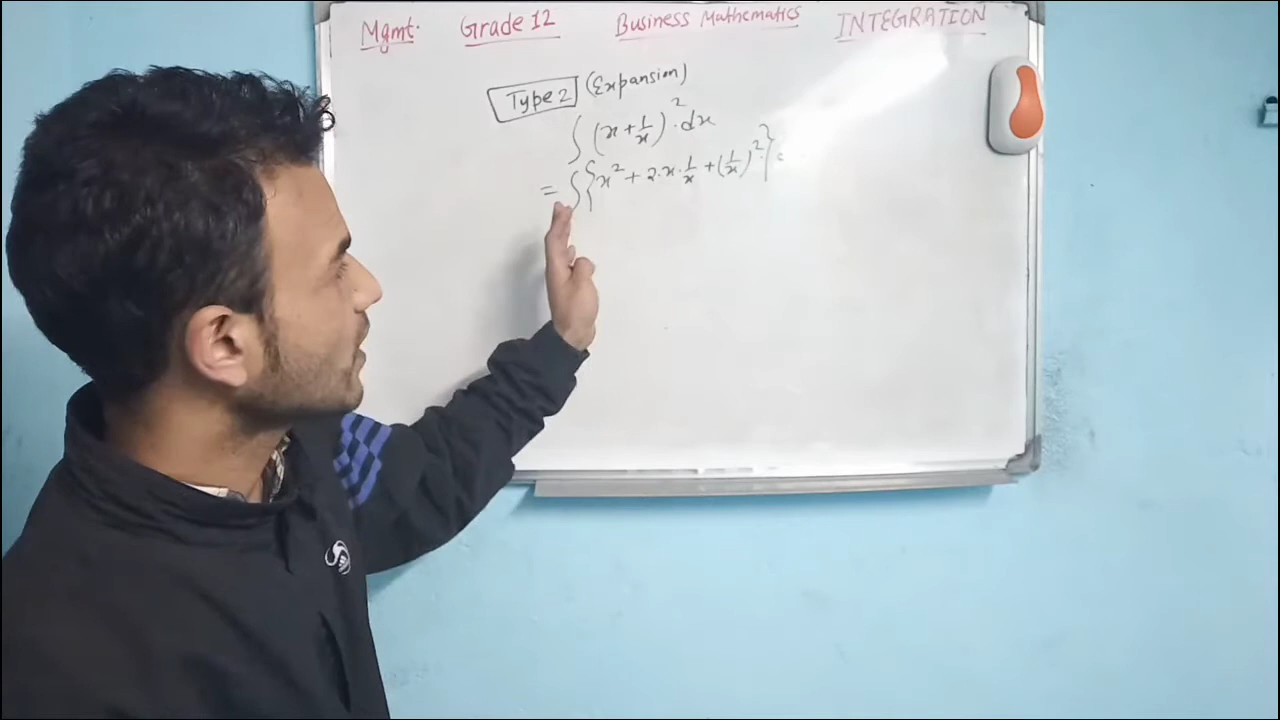 Mgmt. Grade 12 Business Mathematics INTEGRATION
Type 2 (Expansion)
∫ (x + 1/x)² . dx
= ∫ {x² + 2.x. 1/x + (1/x)².}